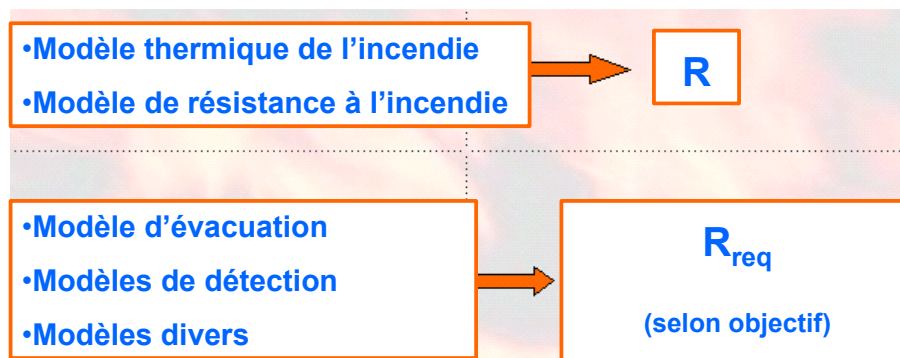 •Modèle thermique de l’incendie
•Modèle de résistance à l’incendie
R
•Modèle d’évacuation
•Modèles de détection
•Modèles divers
Rreq
(selon objectif)